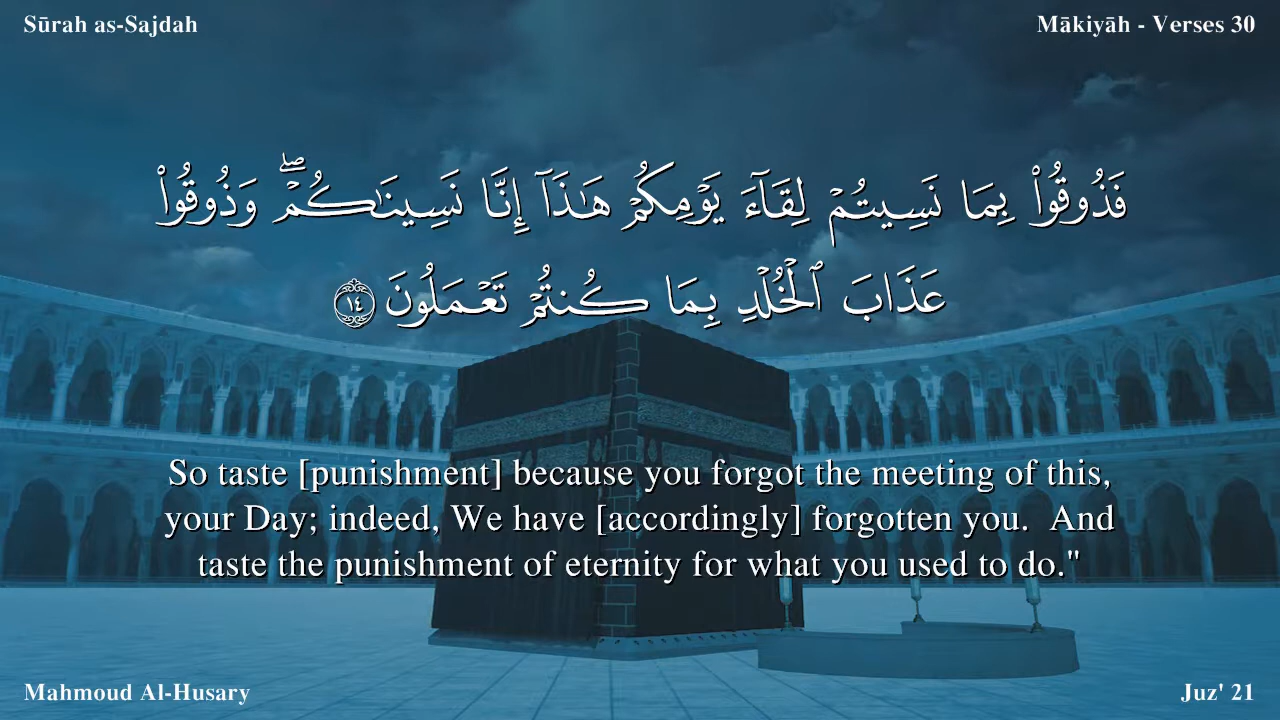 Sūrah as-Sajdah
Mākiyāh - Verses 30
فَذُوقُوا۟ بِمَا نَسِيتُمْ لِقَآءَ يَوْمِكُمْ هَـٰذَآ إِنَّا نَسِينَـٰكُمْ ۖ وَذُوقُوا۟
عَذَابَ ٱلْخُلْدِ بِمَا كُنتُمْ تَعْمَلُونَ ١٤
So taste [punishment] because you forgot the meeting of this,
your Day; indeed, We have [accordingly] forgotten you.  And
taste the punishment of eternity for what you used to do."
Mahmoud Al-Husary
Juz' 21